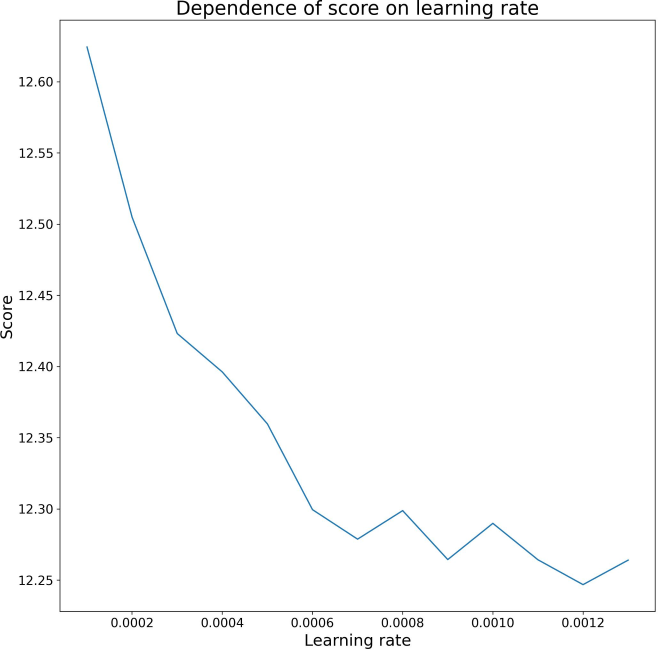 Dependence of score on learning rate
12.60
12.55
12.50
12.45
12.40
12.35
12.30
12.25
Score
0.0002 0.0004 0.0006 0.0008 0.0010 0.0012
Learning rate